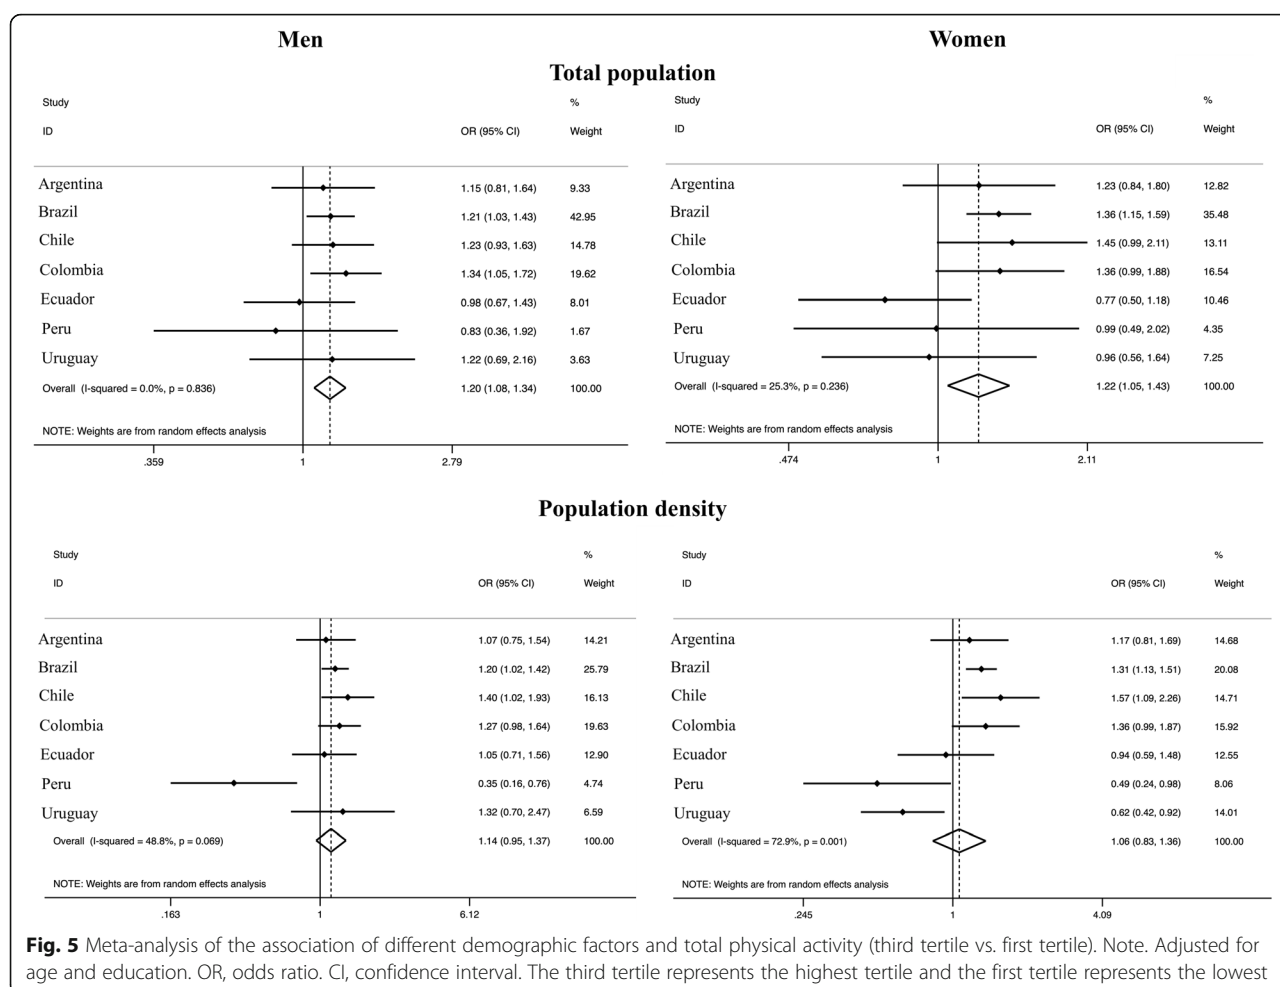 Men Women
Total population
Study %
ID OR (95% CI) Weight
Argentina 1.15 (0.81, 1.64) 9.33
Brazil 1.21 (1.03, 1.43) 42.95
Chile 1.23 (0.93, 1.63) 14.78
Colombia 1.34 (1.05, 1.72) 19.62
Ecuador 0.98 (0.67, 1.43) 8.01
Peru 0.83 (0.36, 1.92) 1.67
Uruguay 1.22 (0.69, 2.16) 3.63
Overall (I-squared = 0.0%, p = 0.836) 1.20 (1.08, 1.34) 100.00
NOTE: Weights are from random effects analysis
.359 1 2.79
Study %
ID OR (95% CI) Weight
Argentina 1.23 (0.84, 1.80) 12.82
Brazil 1.36 (1.15, 1.59) 35.48
Chile 1.45 (0.99, 2.11) 13.11
Colombia 1.36 (0.99, 1.88) 16.54
Ecuador 0.77 (0.50, 1.18) 10.46
Peru 0.99 (0.49, 2.02) 4.35
Uruguay 0.96 (0.56, 1.64) 7.25
Overall (I-squared = 25.3%, p = 0.236) 1.22 (1.05, 1.43) 100.00
NOTE: Weights are from random effects analysis
.474 1 2.11
Population density
Study %
ID OR (95% CI) Weight
Argentina 1.07 (0.75, 1.54) 14.21
Brazil 1.20 (1.02, 1.42) 25.79
Chile 1.40 (1.02, 1.93) 16.13
Colombia 1.27 (0.98, 1.64) 19.63
Ecuador 1.05 (0.71, 1.56) 12.90
Peru 0.35 (0.16, 0.76) 4.74
Uruguay 1.32 (0.70, 2.47) 6.59
Overall (I-squared = 48.8%, p = 0.069) 1.14 (0.95, 1.37) 100.00
NOTE: Weights are from random effects analysis
.163 1 6.12
Study %
ID OR (95% CI) Weight
Argentina 1.17 (0.81, 1.69) 14.68
Brazil 1.31 (1.13, 1.51) 20.08
Chile 1.57 (1.09, 2.26) 14.71
Colombia 1.36 (0.99, 1.87) 15.92
Ecuador 0.94 (0.59, 1.48) 12.55
Peru 0.49 (0.24, 0.98) 8.06
Uruguay 0.62 (0.42, 0.92) 14.01
Overall (I-squared = 72.9%, p = 0.001) 1.06 (0.83, 1.36) 100.00
NOTE: Weights are from random effects analysis
.245 1 4.09
Fig. 5 Meta-analysis of the association of different demographic factors and total physical activity (third tertile vs. first tertile). Note. Adjusted for
age and education. OR, odds ratio. CI, confidence interval. The third tertile represents the highest tertile and the first tertile represents the lowest